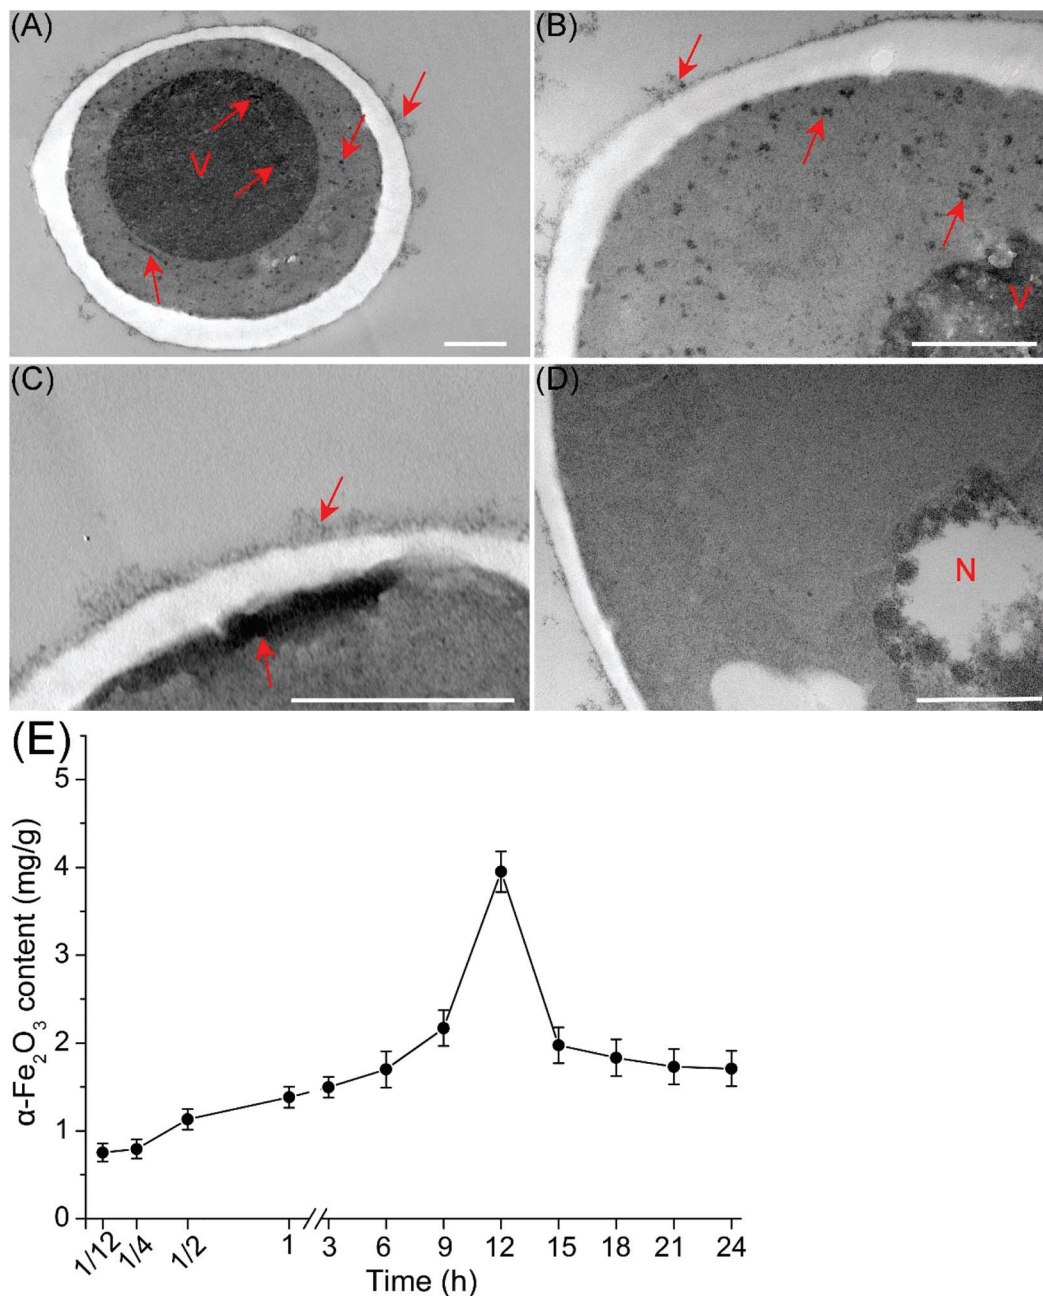 (A)
V
(B)
V
(C)
(D)
N
(E)
α-Fe₂O₃ content (mg/g)
5
4
3
2
1
0
1/12 1/4 1/2 1 3 6 9 12 15 18 21 24
Time (h)